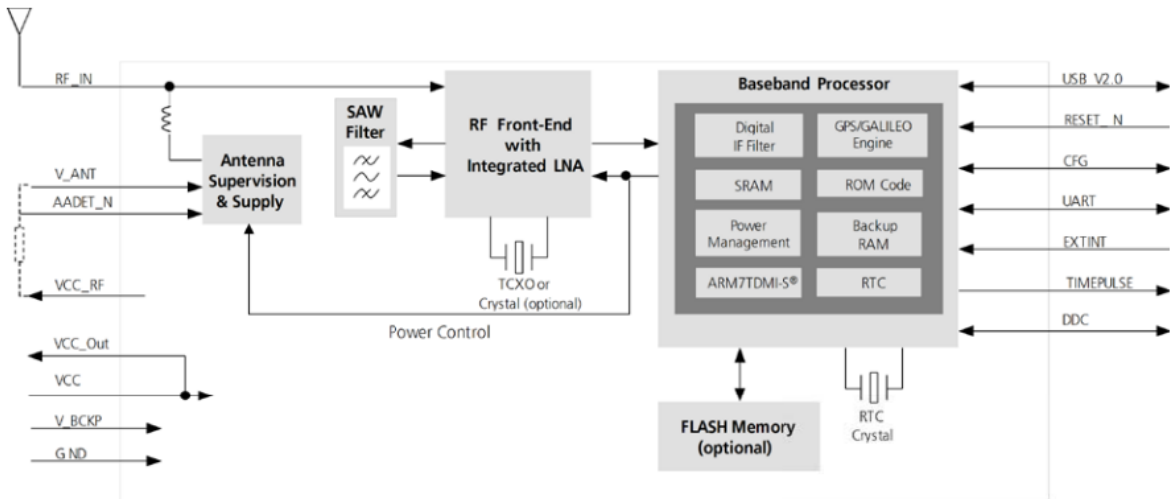 RF_IN
V_ANT
AADET_N
VCC_RF
VCC_Out
VCC
V_BCKP
GND
Antenna
Supervision
& Supply
SAW
Filter
RF Front-End
with
Integrated LNA
TCXO or
Crystal (optional)
Power Control
Baseband Processor
Digital
IF Filter
GPS/GALILEO
Engine
SRAM
ROM Code
Power
Management
Backup
RAM
ARM7TDMI-S®
RTC
FLASH Memory
(optional)
RTC
Crystal
USB V2.0
RESET_N
CFG
UART
EXTINT
TIMEPULSE
DDC